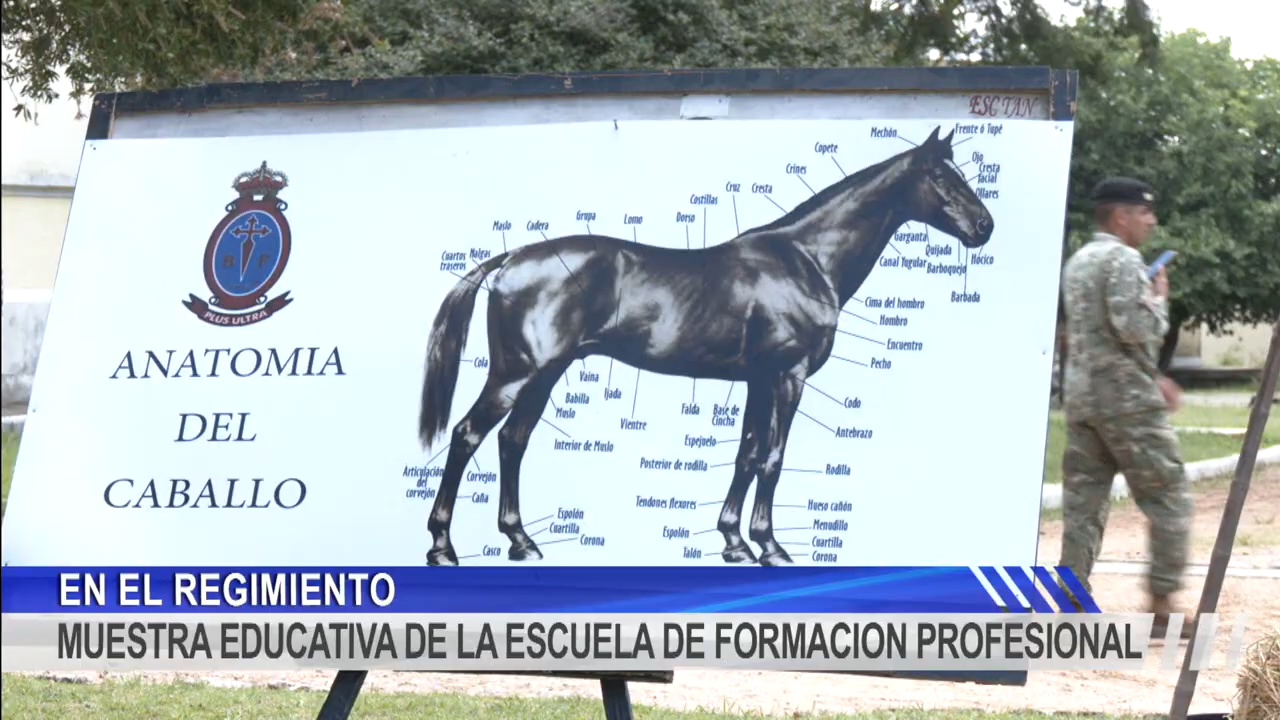 ESCTAN
B F
PLUS ULTRA
ANATOMIA
DEL
CABALLO
Mechón
Frente ó Tupé
Copete
Ojo
Cresta
facial
Ollares
Crines
Cresta
Cruz
Costillas
Dorso
Lomo
Grupa
Cadera
Maslo
Nalgas
Cuartos
traseros
Garganta
Quijada
Hocico
Canal Yugular
Barboquejo
Barbada
Cima del hombro
Hombro
Encuentro
Pecho
Codo
Antebrazo
Cola
Vaina
Babilla
Ijada
Muslo
Vientre
Falda
Base de
Cincha
Interior de Muslo
Espejuelo
Posterior de rodilla
Rodilla
Articulación
del
corvejón
Corvejón
Caña
Tendones flexores
Hueso cañón
Espolón
Cuartilla
Corona
Menudillo
Espolón
Cuartilla
Casco
Talón
Corona
EN EL REGIMIENTO
MUESTRA EDUCATIVA DE LA ESCUELA DE FORMACION PROFESIONAL